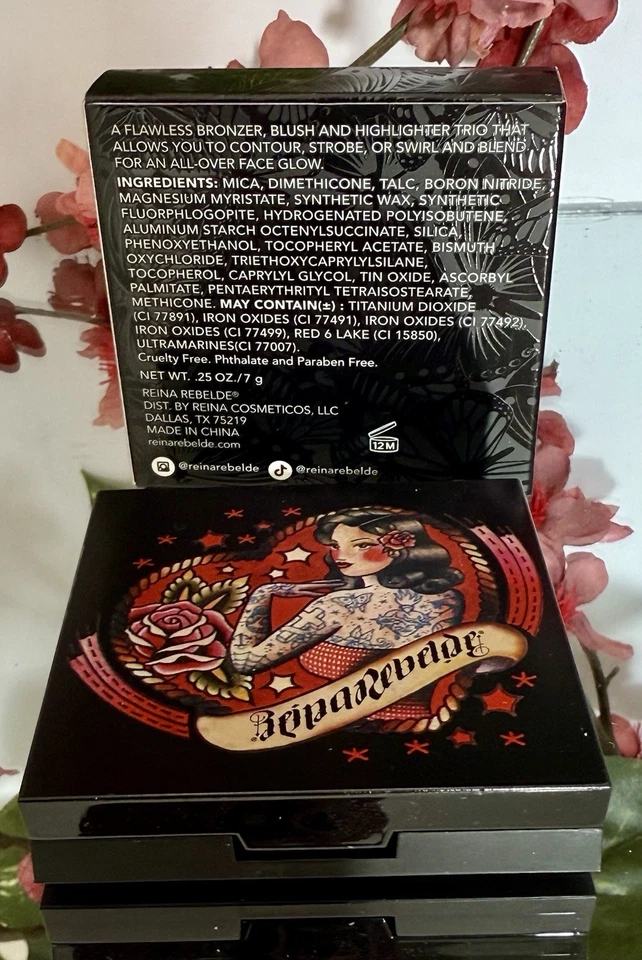 A FLAWLESS BRONZER, BLUSH AND HIGHLIGHTER TRIO THAT
ALLOWS YOU TO CONTOUR, STROBE, OR SWIRL AND BLEND
FOR AN ALL-OVER FACE GLOW.
INGREDIENTS: MICA, DIMETHICONE, TALC, BORON NITRIDE,
MAGNESIUM MYRISTATE, SYNTHETIC WAX, SYNTHETIC
FLUORPHLOGOPITE, HYDROGENATED POLYISOBUTENE,
ALUMINUM STARCH OCTENYLSUCCINATE, SILICA,
PHENOXYETHANOL, TOCOPHERYL ACETATE, BISMUTH
OXYCHLORIDE, TRIETHOXYCAPRYLYLSILANE,
TOCOPHEROL, CAPRYLYL GLYCOL, TIN OXIDE, ASCORBYL
PALMITATE, PENTAERYTHRITYL TETRAISOSTEARATE,
METHICONE. MAY CONTAIN(±) : TITANIUM DIOXIDE
(CI 77891), IRON OXIDES (CI 77491), IRON OXIDES (CI 77492),
IRON OXIDES (CI 77499), RED 6 LAKE (CI 15850),
ULTRAMARINES(CI 77007).
Cruelty Free. Phthalate and Paraben Free.
NET WT. .25 OZ./7 g
REINA REBELDE®
DIST. BY REINA COSMETICOS, LLC
DALLAS, TX 75219
MADE IN CHINA
reinarebelde.com
12M
@reinarebelde @reinarebelde
ReinaRebelde